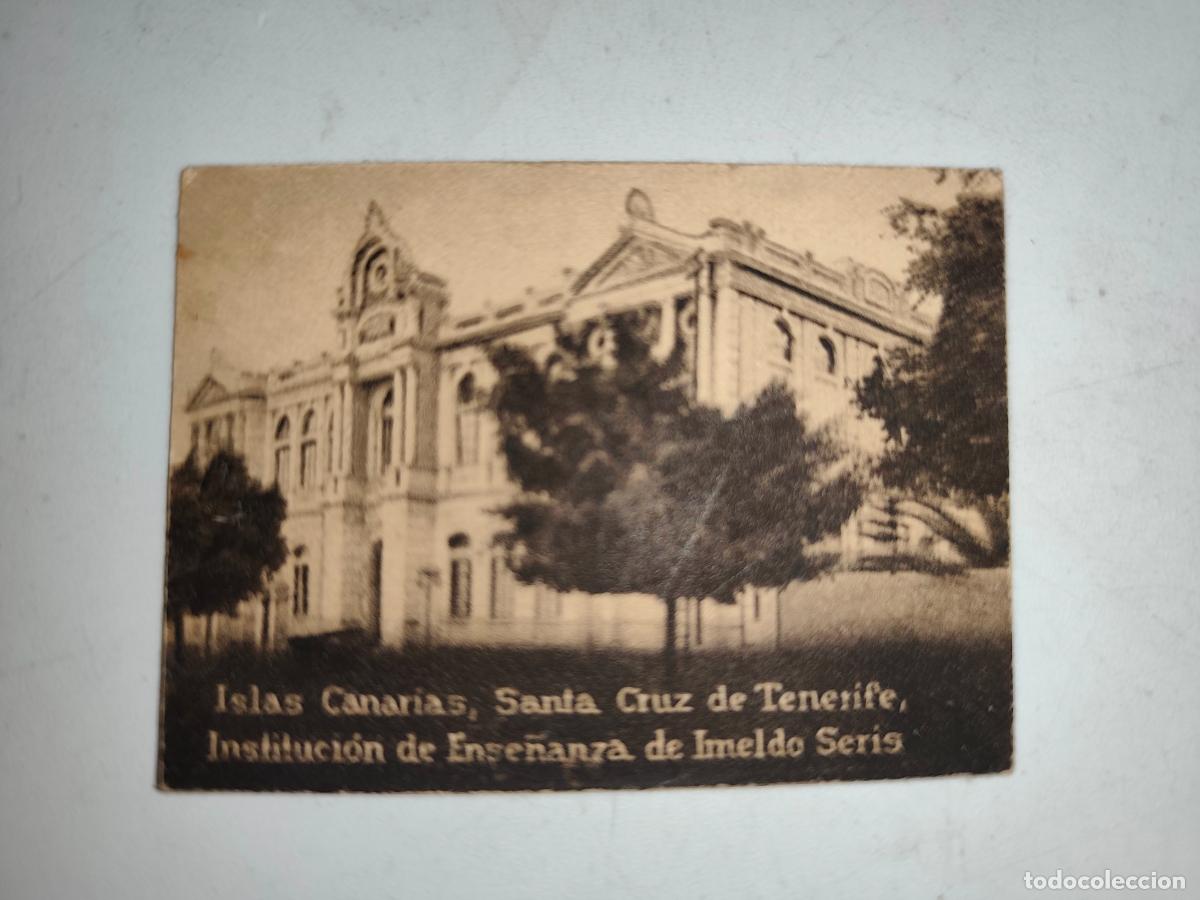 Islas Canarias, Santa Cruz de Tenerife,
Institución de Enseñanza de Imeldo Seris
todocoleccion